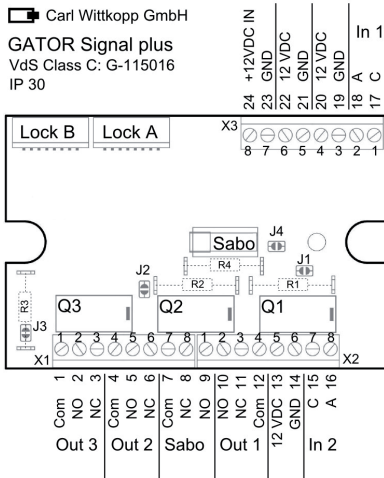 Carl Wittkopp GmbH
GATOR Signal plus
VdS Class C: G-115016
IP 30
In 1
24 +12VDC IN
23 GND
22 12 VDC
21 GND
20 12 VDC
19 GND
18 A
17 C
X3
8 7 6 5 4 3 2 1
Lock B
Lock A
Sabo
J4
R4
J1
J2
R2
R1
R3
J3
Q3
Q2
Q1
X1
1 2 3 4 5 6 7 8
1 2 3 4 5 6 7 8
X2
Com 1
NO 2
NC 3
Com 4
NO 5
NC 6
Com 7
NC 8
NO 9
NO 10
NC 11
Com 12
12 VDC 13
GND 14
C 15
A 16
Out 3
Out 2
Sabo
Out 1
In 2